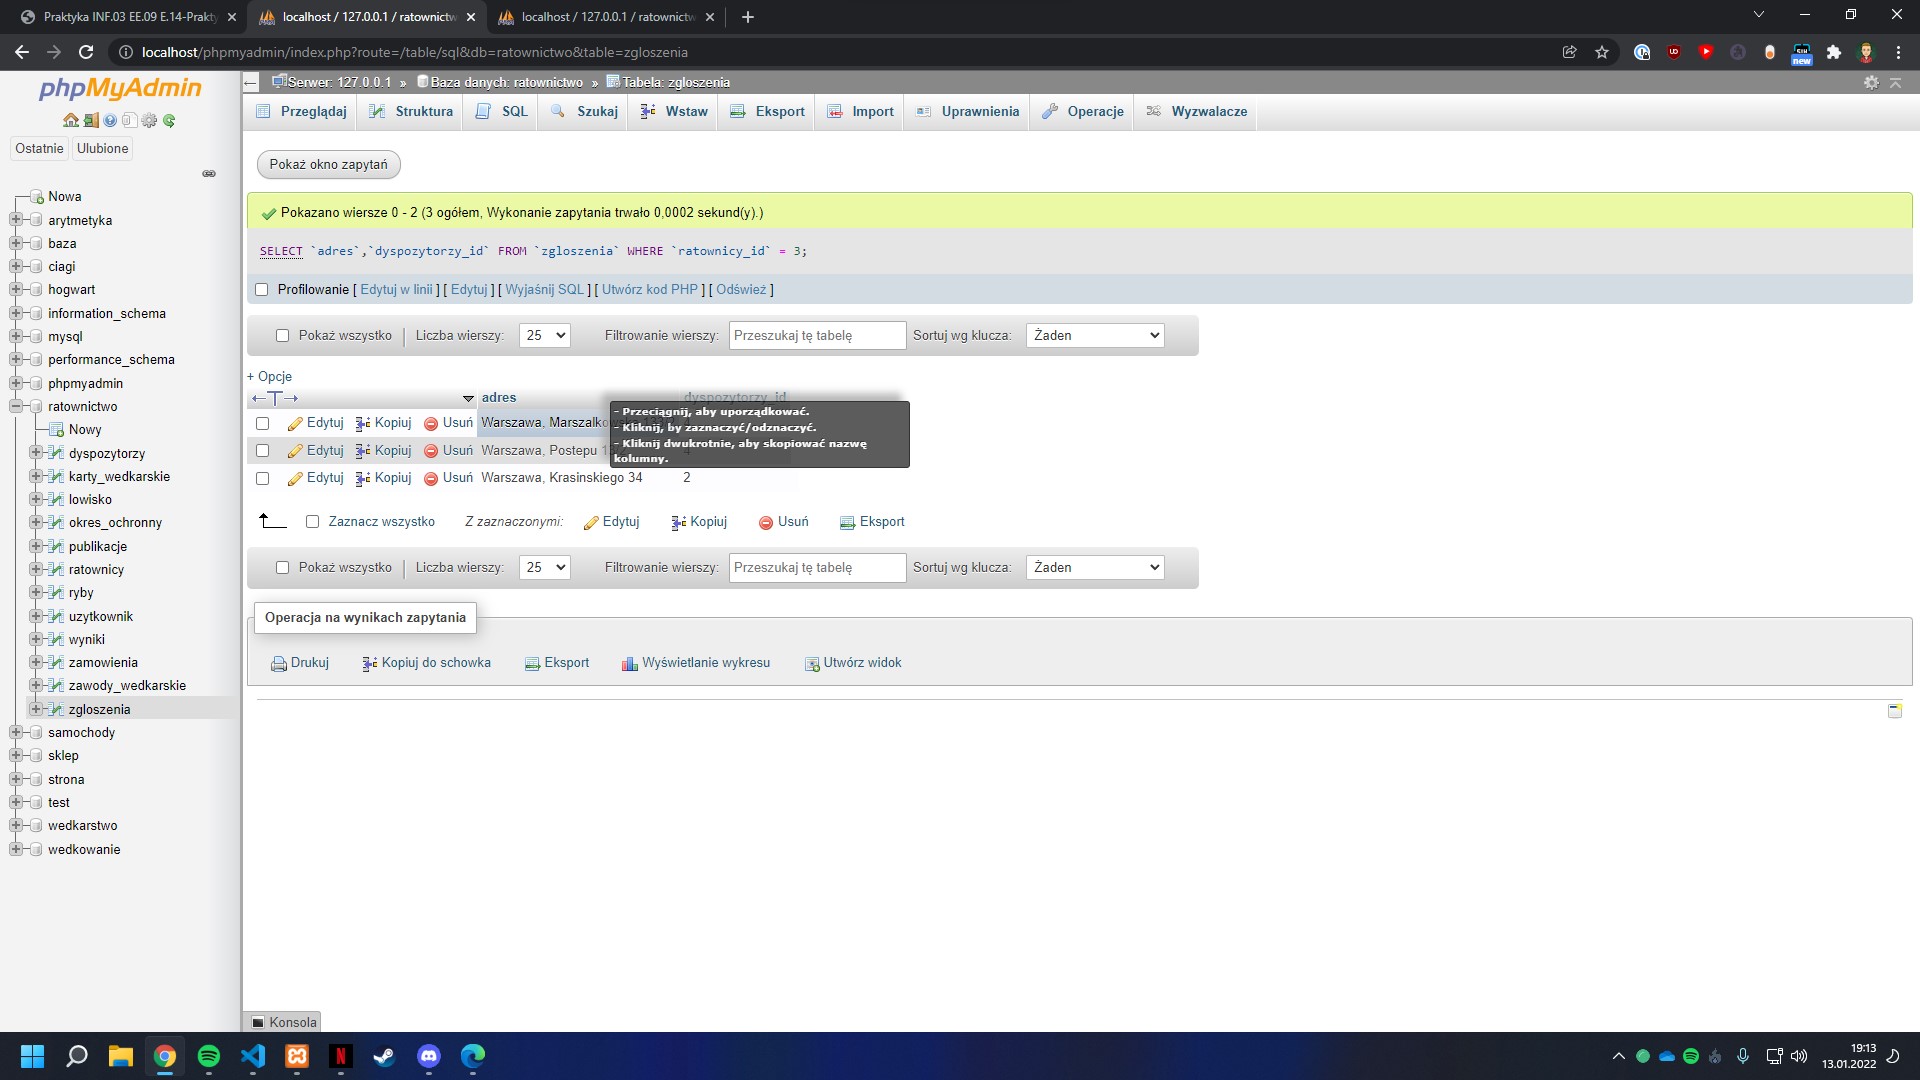 Praktyka INF.03 EE.09 E.14-Prakty
localhost / 127.0.0.1 / ratownictw
localhost / 127.0.0.1 / ratownictw
localhost/phpmyadmin/index.php?route=/table/sql&db=ratownictwo&table=zgloszenia
new
phpMyAdmin
Ostatnie
Ulubione
Nowa
arytmetyka
baza
ciagi
hogwart
information_schema
mysql
performance_schema
phpmyadmin
ratownictwo
Nowy
dyspozytorzy
karty_wedkarskie
lowisko
okres_ochronny
publikacje
ratownicy
ryby
uzytkownik
wyniki
zamowienia
zawody_wedkarskie
zgloszenia
samochody
sklep
strona
test
wedkarstwo
wedkowanie
Serwer: 127.0.0.1 » Baza danych: ratownictwo » Tabela: zgloszenia
Przeglądaj Struktura SQL Szukaj Wstaw Eksport Import Uprawnienia Operacje Wyzwalacze
Pokaż okno zapytań
Pokazano wiersze 0 - 2 (3 ogółem, Wykonanie zapytania trwało 0,0002 sekund(y).)
SELECT `adres`,`dyspozytorzy_id` FROM `zgloszenia` WHERE `ratownicy_id` = 3;
Profilowanie [ Edytuj w linii ] [ Edytuj ] [ Wyjaśnij SQL ] [ Utwórz kod PHP ] [ Odśwież ]
Pokaż wszystko | Liczba wierszy: 25 Filtrowanie wierszy: Przeszukaj tę tabelę Sortuj wg klucza: Żaden
+ Opcje
←T→ adres dyspozytorzy_id
Edytuj Kopiuj Usuń Warszawa, Marszalko
Edytuj Kopiuj Usuń Warszawa, Postepu 4
Edytuj Kopiuj Usuń Warszawa, Krasinskiego 34 2
- Przeciągnij, aby uporządkować.
- Kliknij, by zaznaczyć/odznaczyć.
- Kliknij dwukrotnie, aby skopiować nazwę
kolumny.
Zaznacz wszystko Z zaznaczonymi: Edytuj Kopiuj Usuń Eksport
Pokaż wszystko | Liczba wierszy: 25 Filtrowanie wierszy: Przeszukaj tę tabelę Sortuj wg klucza: Żaden
Operacja na wynikach zapytania
Drukuj Kopiuj do schowka Eksport Wyświetlanie wykresu Utwórz widok
Konsola
19:13
13.01.2022